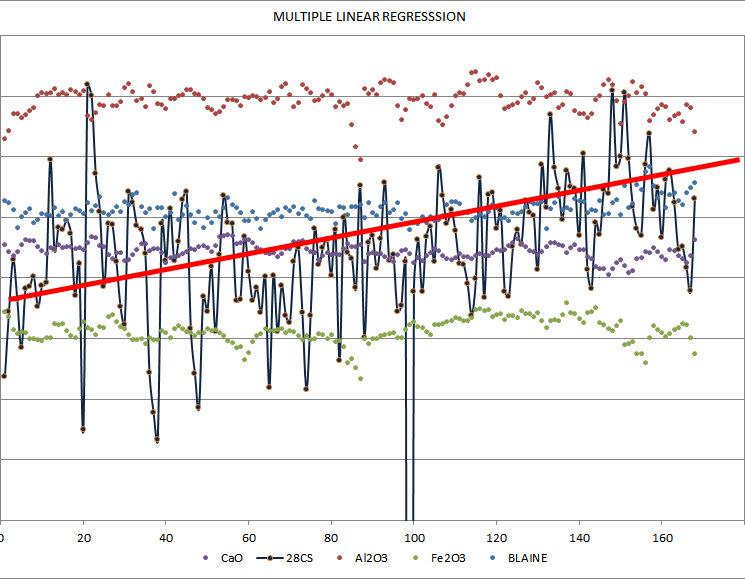 MULTIPLE LINEAR REGRESSSION
0 20 40 60 80 100 120 140 160
CaO 28CS Al2O3 Fe2O3 BLAINE